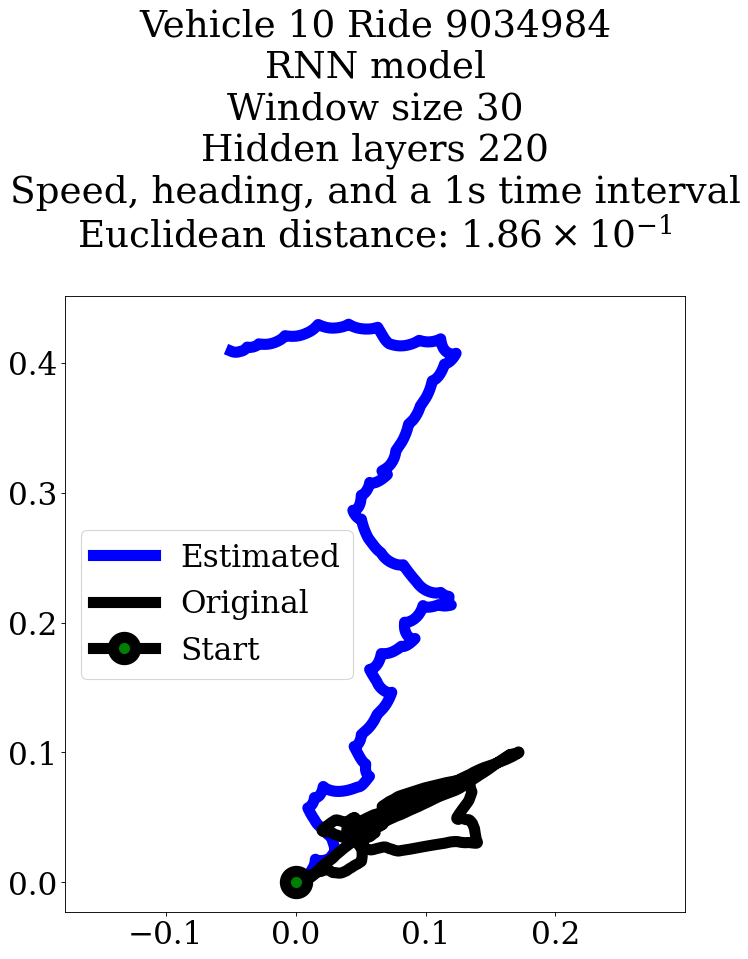 Vehicle 10 Ride 9034984
RNN model
Window size 30
Hidden layers 220
Speed, heading, and a 1s time interval
Euclidean distance: 1.86 × 10⁻¹
0.4
0.3
Estimated
Original
Start
0.2
0.1
0.0
−0.1
0.0
0.1
0.2